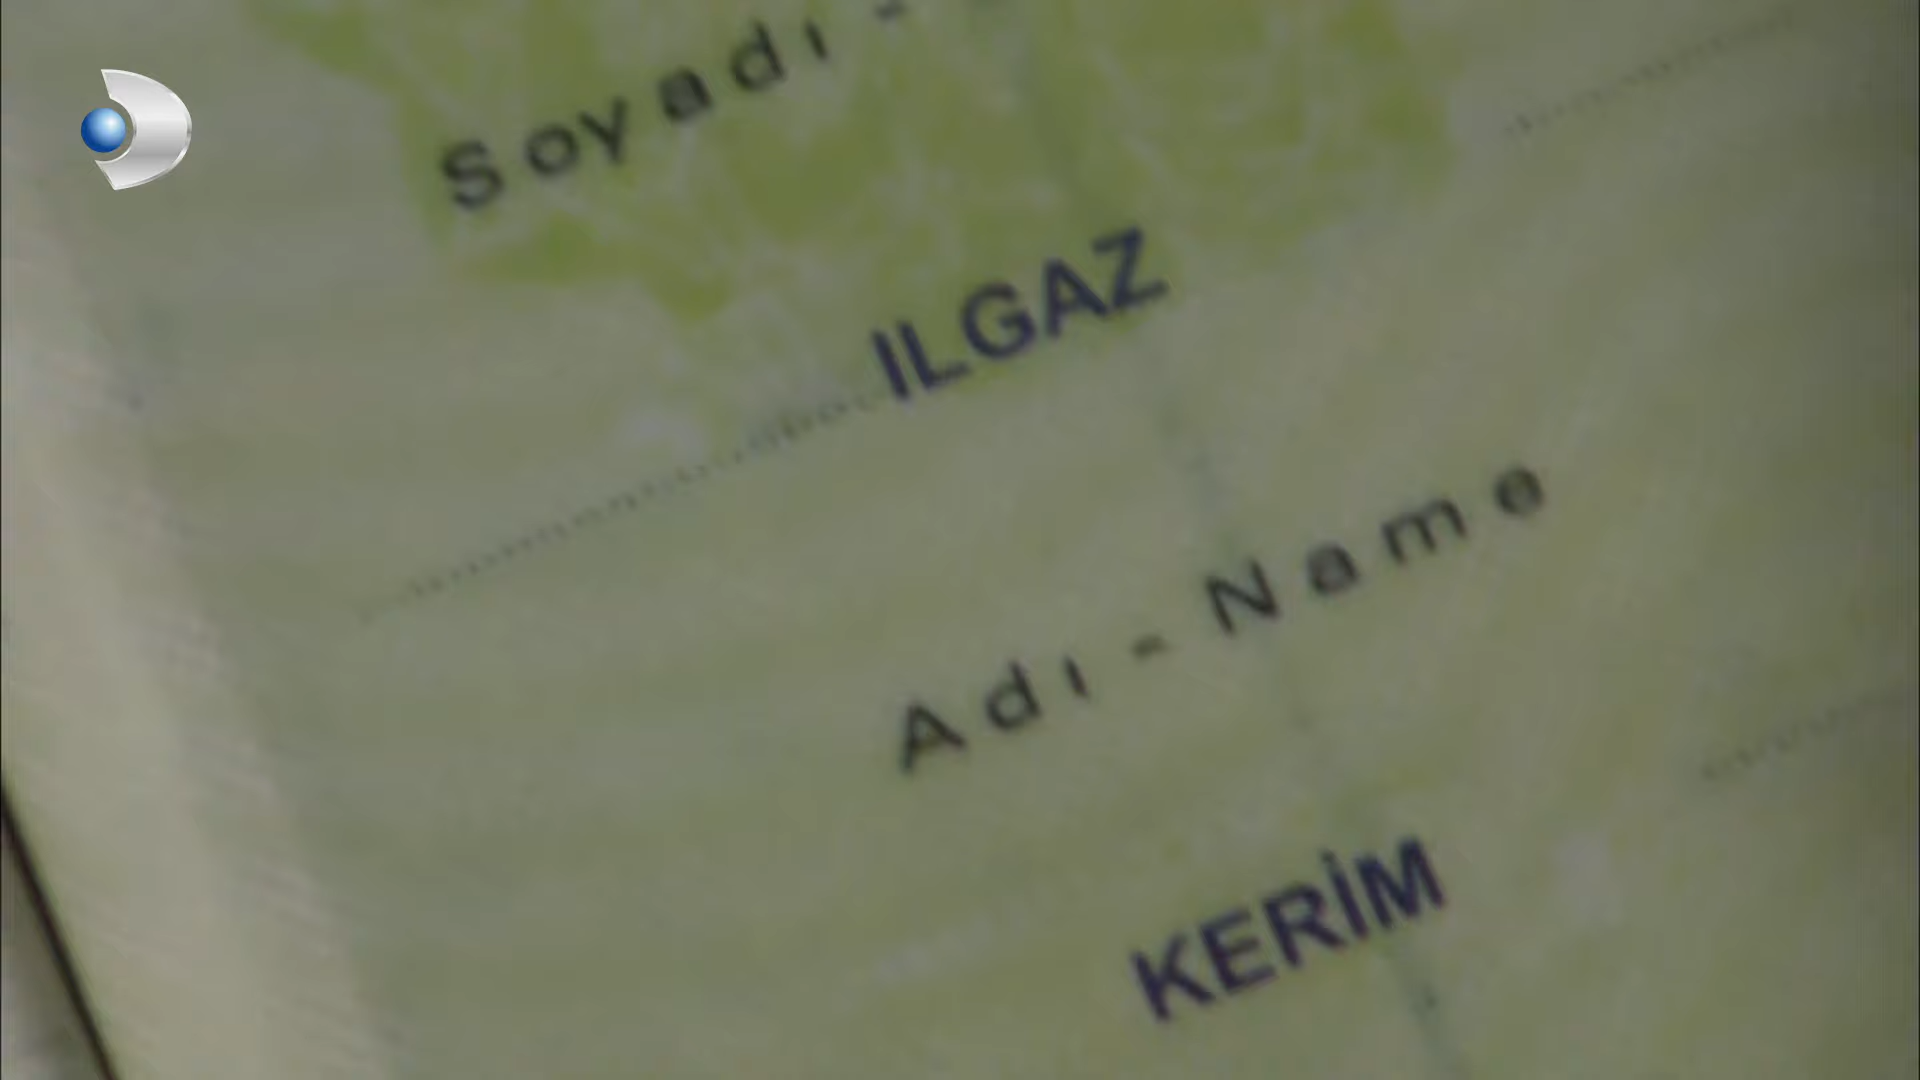 Soyadı -
ILGAZ
Adı - Name
KERİM